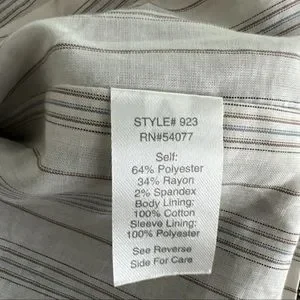 STYLE# 923
RN#54077
Self:
64% Polyester
34% Rayon
2% Spandex
Body Lining:
100% Cotton
Sleeve Lining:
100% Polyester
See Reverse
Side For Care